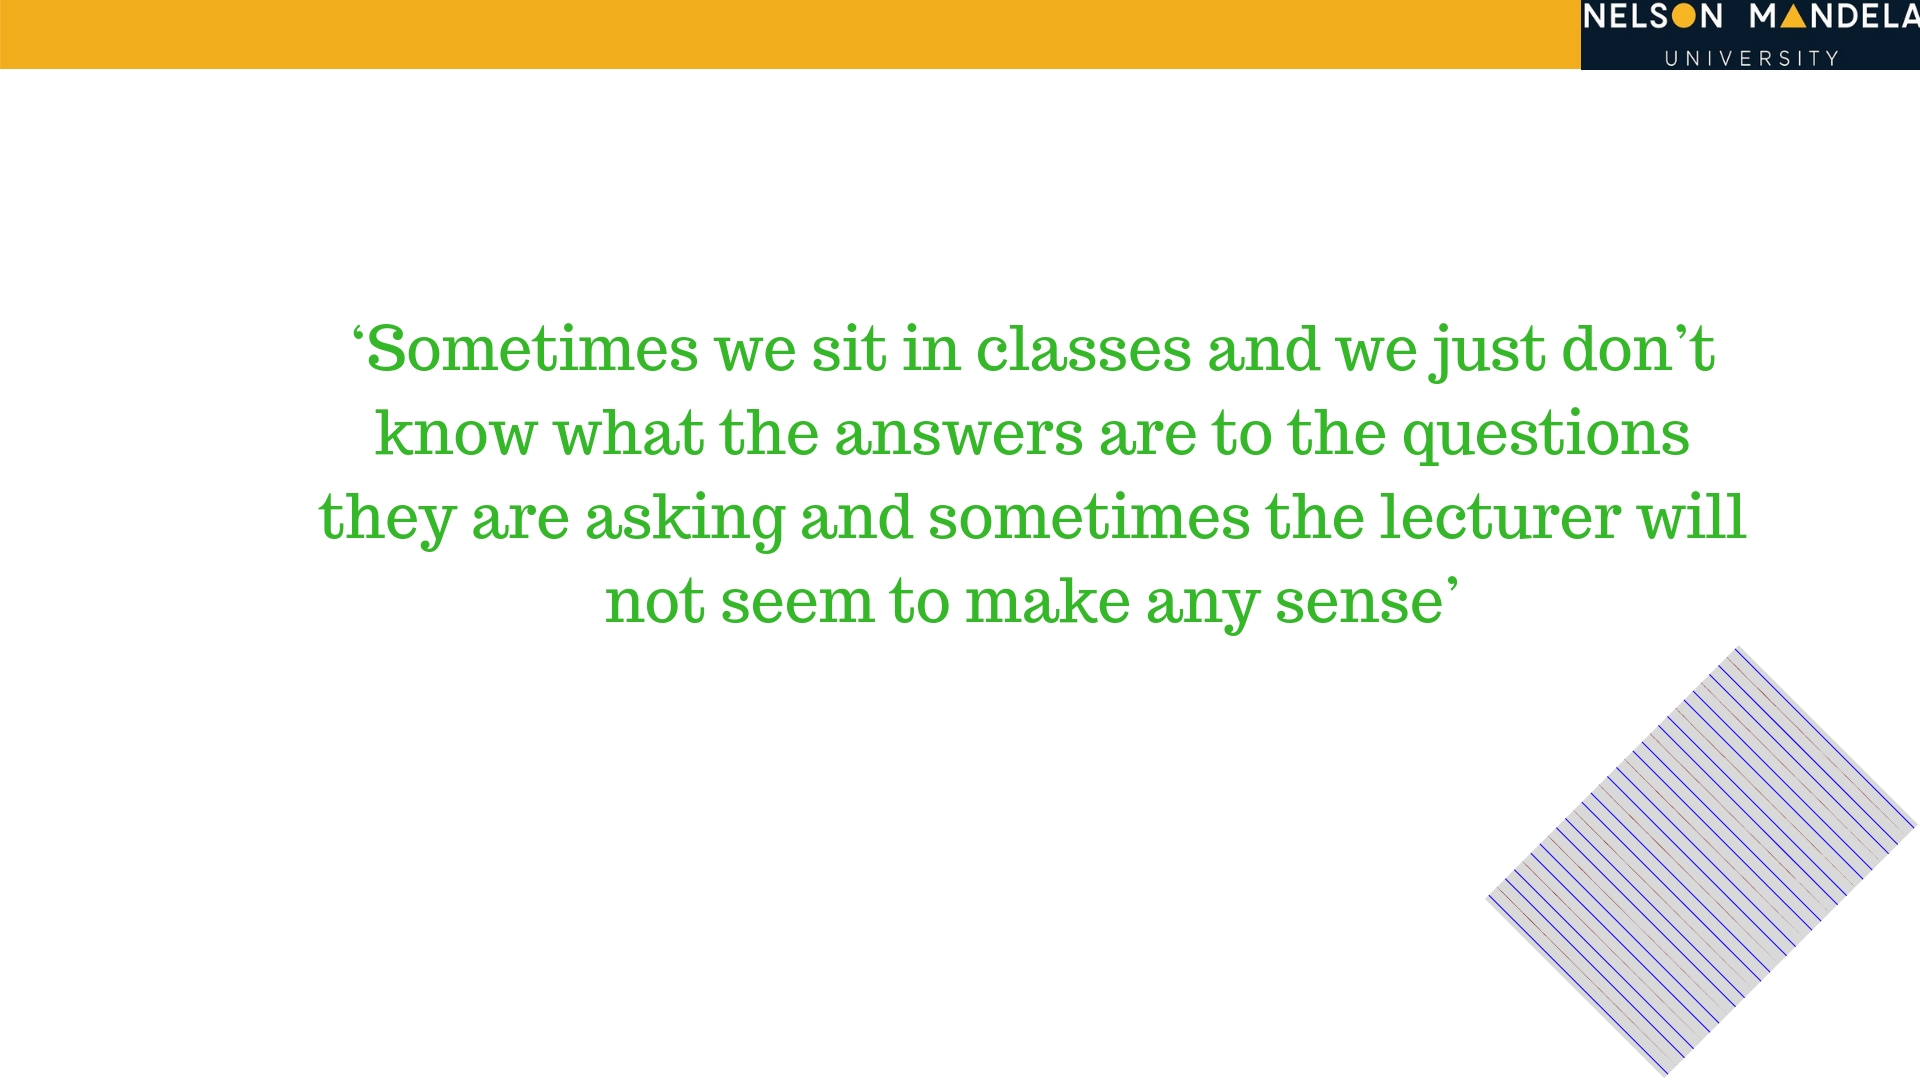 NELSON MANDELA
UNIVERSITY
‘Sometimes we sit in classes and we just don’t
know what the answers are to the questions
they are asking and sometimes the lecturer will
not seem to make any sense’